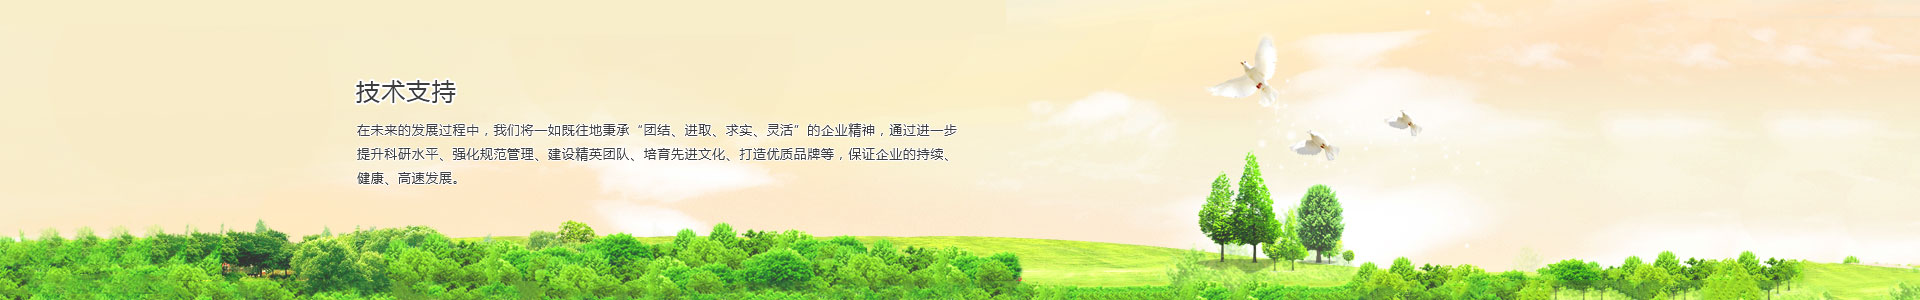 技术支持
在未来的发展过程中，我们将一如既往地秉承“团结、进取、求实、灵活”的企业精神，通过进一步
提升科研水平、强化规范管理、建设精英团队、培育先进文化、打造优质品牌等，保证企业的持续、
健康、高速发展。